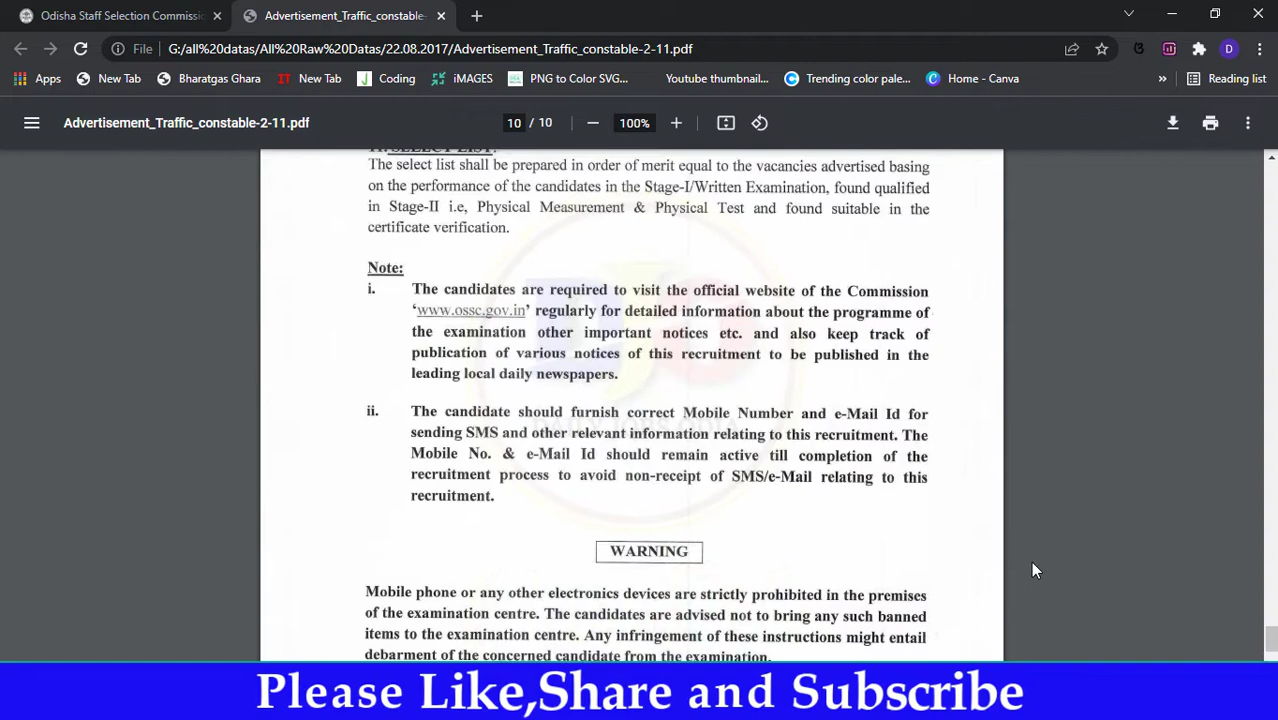 Odisha Staff Selection Commissi
Advertisement_Traffic_constable-
File G:/all%20datas/All%20Raw%20Datas/22.08.2017/Advertisement_Traffic_constable-2-11.pdf
D
Apps New Tab Bharatgas Ghara IT New Tab J Coding iMAGES PNG to Color SVG... Youtube thumbnail... Trending color pale... Home - Canva » Reading list
Advertisement_Traffic_constable-2-11.pdf 10 / 10 100%
11. SELECT LIST:
The select list shall be prepared in order of merit equal to the vacancies advertised basing
on the performance of the candidates in the Stage-I/Written Examination, found qualified
in Stage-II i.e, Physical Measurement & Physical Test and found suitable in the
certificate verification.
Note:
i. The candidates are required to visit the official website of the Commission
‘www.ossc.gov.in’ regularly for detailed information about the programme of
the examination other important notices etc. and also keep track of
publication of various notices of this recruitment to be published in the
leading local daily newspapers.
ii. The candidate should furnish correct Mobile Number and e-Mail Id for
sending SMS and other relevant information relating to this recruitment. The
Mobile No. & e-Mail Id should remain active till completion of the
recruitment process to avoid non-receipt of SMS/e-Mail relating to this
recruitment.
DJO
DAILY JOBS ODIA
WARNING
Mobile phone or any other electronics devices are strictly prohibited in the premises
of the examination centre. The candidates are advised not to bring any such banned
items to the examination centre. Any infringement of these instructions might entail
debarment of the concerned candidate from the examination.
Please Like,Share and Subscribe